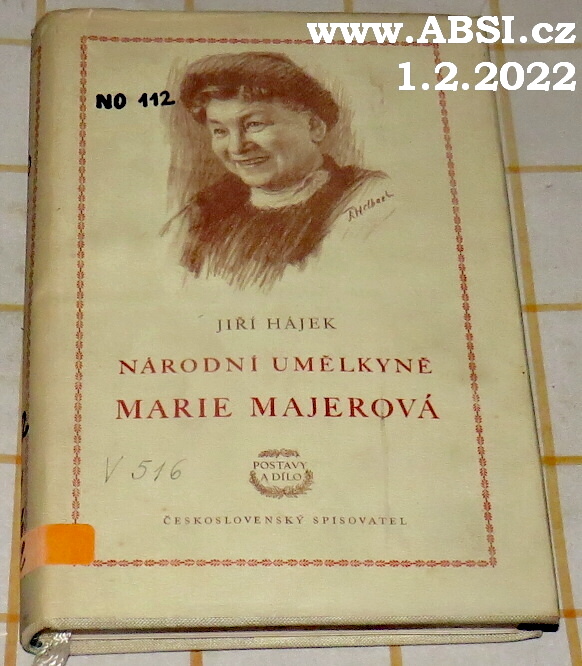 www.ABSI.cz
1.2.2022
NO 112
JIŘÍ HÁJEK
NÁRODNÍ UMĚLKYNĚ
MARIE MAJEROVÁ
V 516
POSTAVY
A DÍLO
ČESKOSLOVENSKÝ SPISOVATEL